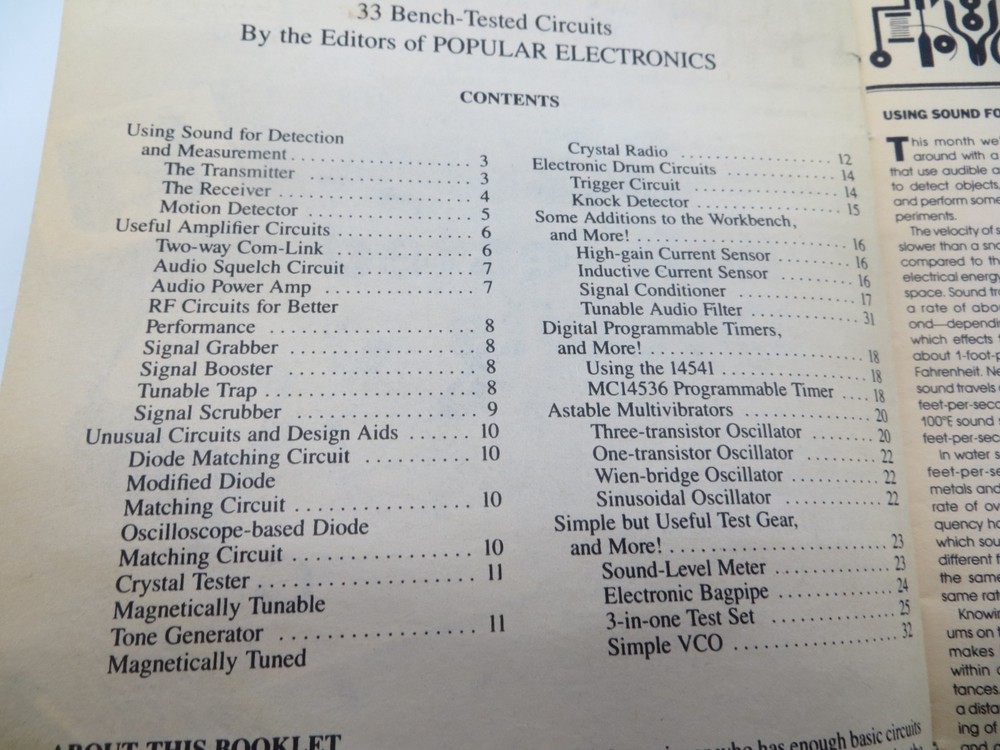 33 Bench-Tested Circuits
By the Editors of POPULAR ELECTRONICS
CONTENTS
Using Sound for Detection
and Measurement . . . . . . . . . . . . . . . . . . . . 3
The Transmitter . . . . . . . . . . . . . . . . . . . . 3
The Receiver . . . . . . . . . . . . . . . . . . . . 4
Motion Detector . . . . . . . . . . . . . . . . . . 5
Useful Amplifier Circuits . . . . . . . . . . . . . . . 6
Two-way Com-Link . . . . . . . . . . . . . . . 6
Audio Squelch Circuit . . . . . . . . . . . . . 7
Audio Power Amp . . . . . . . . . . . . . . . . 7
RF Circuits for Better
Performance . . . . . . . . . . . . . . . . . . . . 8
Signal Grabber . . . . . . . . . . . . . . . . . . . 8
Signal Booster . . . . . . . . . . . . . . . . . . . 8
Tunable Trap . . . . . . . . . . . . . . . . . . . . 8
Signal Scrubber . . . . . . . . . . . . . . . . . . 9
Unusual Circuits and Design Aids . . . . . . 10
Diode Matching Circuit . . . . . . . . . . 10
Modified Diode
Matching Circuit . . . . . . . . . . . . . . . . 10
Oscilloscope-based Diode
Matching Circuit . . . . . . . . . . . . . . . . 10
Crystal Tester . . . . . . . . . . . . . . . . . . . 11
Magnetically Tunable
Tone Generator . . . . . . . . . . . . . . . . . 11
Magnetically Tuned
Crystal Radio . . . . . . . . . . . . . . . . . 12
Electronic Drum Circuits . . . . . . . . . . . . 14
Trigger Circuit . . . . . . . . . . . . . . . . 14
Knock Detector . . . . . . . . . . . . . . . 15
Some Additions to the Workbench,
and More! . . . . . . . . . . . . . . . . . . . . 16
High-gain Current Sensor . . . . . . . . 16
Inductive Current Sensor . . . . . . . . 16
Signal Conditioner . . . . . . . . . . . . . 17
Tunable Audio Filter . . . . . . . . . . . 31
Digital Programmable Timers,
and More! . . . . . . . . . . . . . . . . . . . . 18
Using the 14541 . . . . . . . . . . . . . . . 18
MC14536 Programmable Timer . . . . 18
Astable Multivibrators . . . . . . . . . . . . . 20
Three-transistor Oscillator . . . . . . . 20
One-transistor Oscillator . . . . . . . . 22
Wien-bridge Oscillator . . . . . . . . . . 22
Sinusoidal Oscillator . . . . . . . . . . . 22
Simple but Useful Test Gear,
and More! . . . . . . . . . . . . . . . . . . . . 23
Sound-Level Meter . . . . . . . . . . . . 23
Electronic Bagpipe . . . . . . . . . . . . 24
3-in-one Test Set . . . . . . . . . . . . . 25
Simple VCO . . . . . . . . . . . . . . . . . 32
ABOUT THIS BOOKLET
who has enough basic circuits
USING SOUND FO
This month we
around with a
that use audible a
to detect objects
and perform some
periments.
The velocity of s
slower than a sno
compared to th
electrical energy
space. Sound tra
a rate of abo
ond—dependi
which effects t
about 1-foot-p
Fahrenheit. Ne
sound travels
feet-per-seco
100°F sound
feet-per-sec
In water s
feet-per-se
metals and
rate of ov
quency ho
which sou
different f
the same
same rat
Knowin
ums on t
makes
within
tances.
a dista
ing of
and